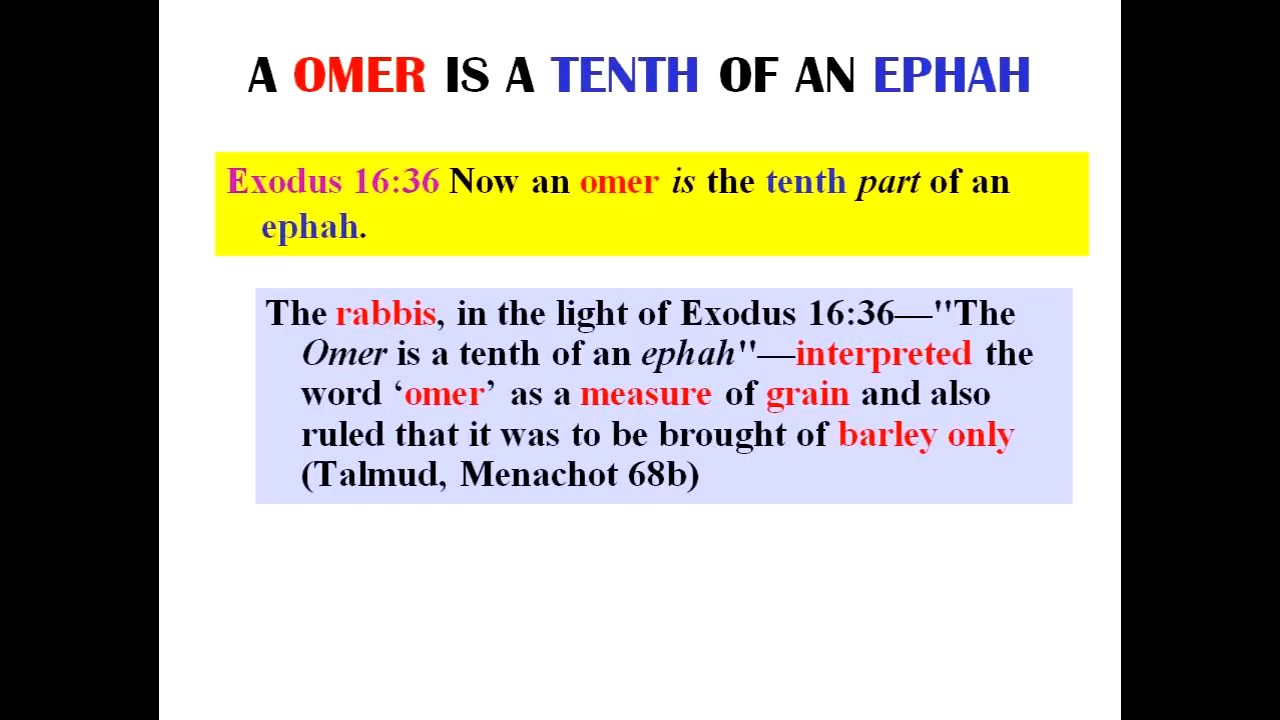 A OMER IS A TENTH OF AN EPHAH
Exodus 16:36 Now an omer is the tenth part of an
ephah.
The rabbis, in the light of Exodus 16:36—"The
Omer is a tenth of an ephah"—interpreted the
word ‘omer’ as a measure of grain and also
ruled that it was to be brought of barley only
(Talmud, Menachot 68b)